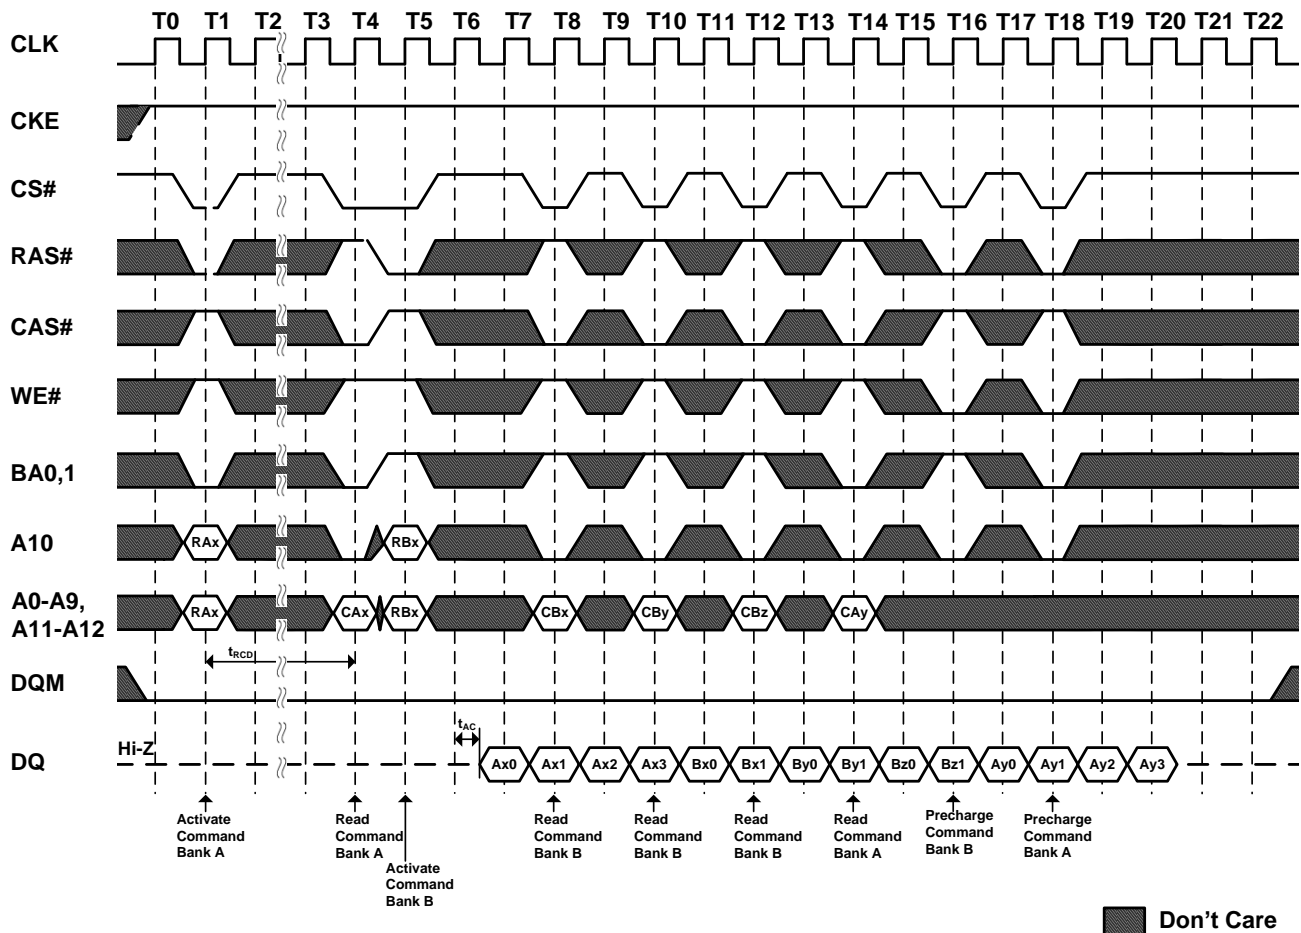 T0 T1 T2 T3 T4 T5 T6 T7 T8 T9 T10 T11 T12 T13 T14 T15 T16 T17 T18 T19 T20 T21 T22
CLK
CKE
CS#
RAS#
CAS#
WE#
BA0,1
A10
RAx RBx
A0-A9,
A11-A12
RAx CAx RBx CBx CBy CBz CAy
tRCD
DQM
tAC
Hi-Z
DQ
Ax0 Ax1 Ax2 Ax3 Bx0 Bx1 By0 By1 Bz0 Bz1 Ay0 Ay1 Ay2 Ay3
Activate
Command
Bank A
Read
Command
Bank A
Activate
Command
Bank B
Read
Command
Bank B
Read
Command
Bank B
Read
Command
Bank B
Read
Command
Bank A
Precharge
Command
Bank B
Precharge
Command
Bank A
Don't Care